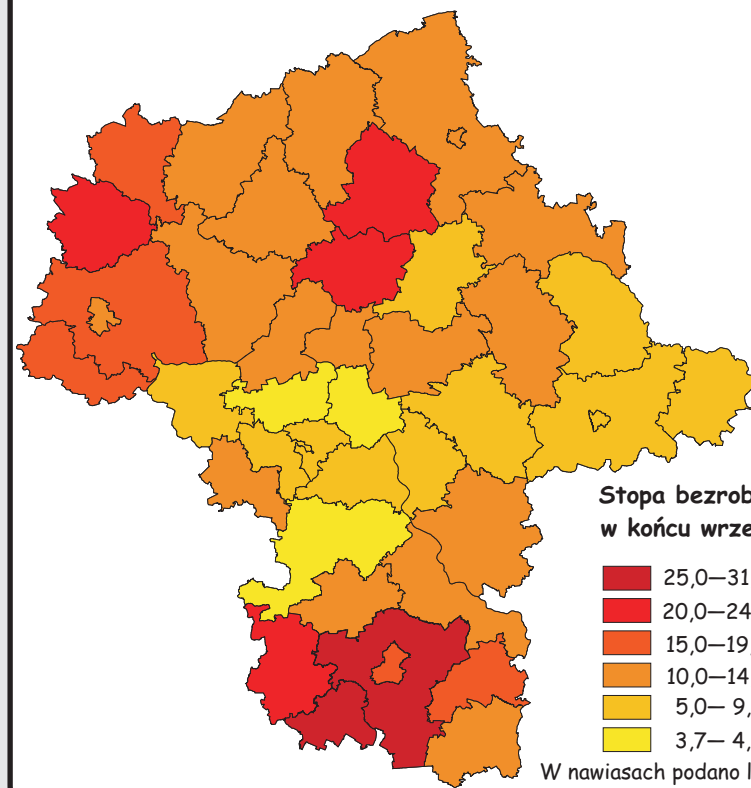 Stopa bezrob
w końcu wrze
25,0—31
20,0—24
15,0—19,
10,0—14
5,0— 9,
3,7— 4,
W nawiasach podano l